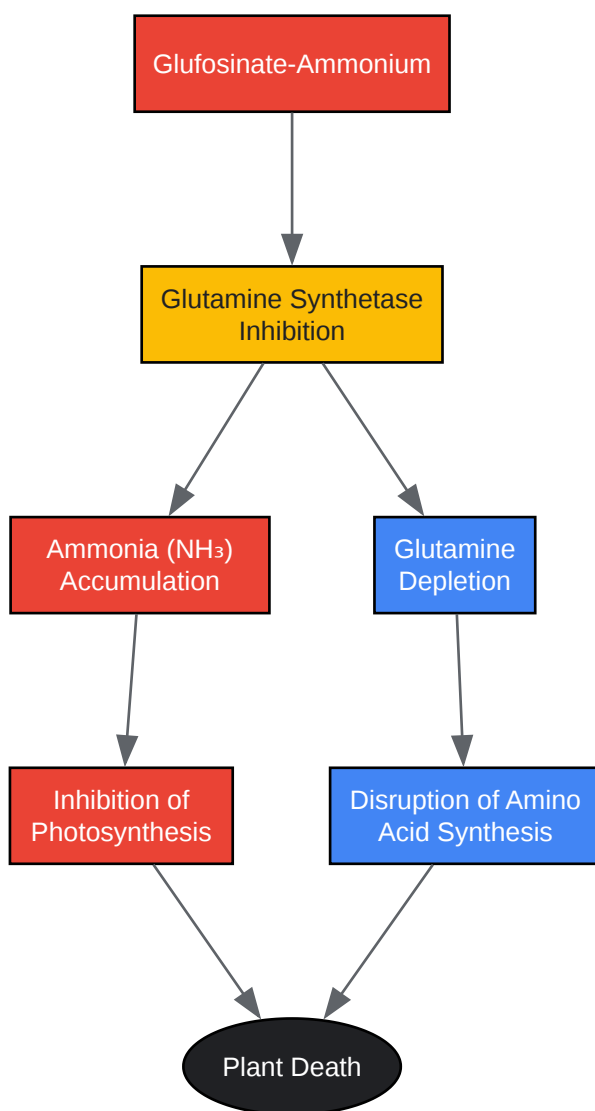 Glufosinate-Ammonium
Glutamine Synthetase
Inhibition
Ammonia (NH₃)
Accumulation
Glutamine
Depletion
Inhibition of
Photosynthesis
Disruption of Amino
Acid Synthesis
Plant Death